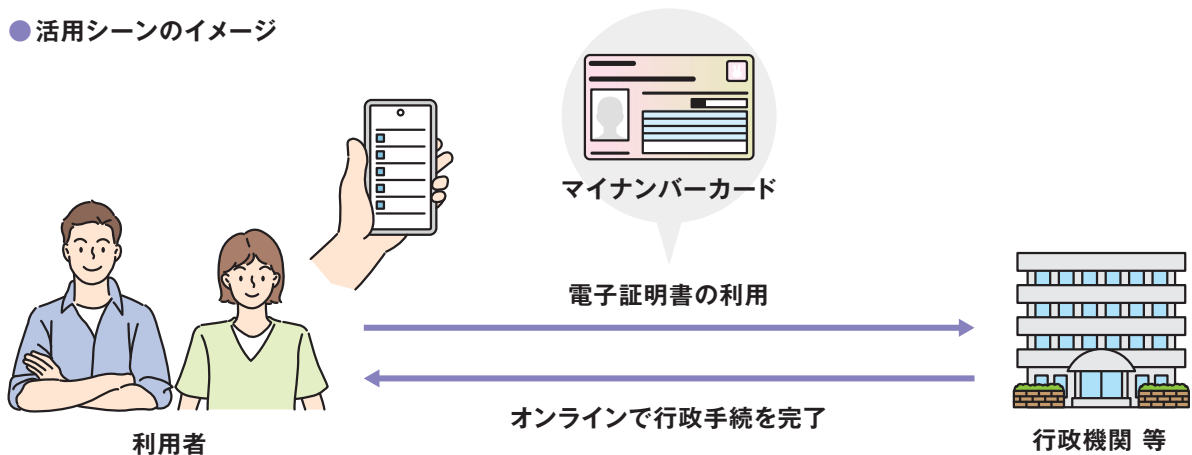 ●活用シーンのイメージ
マイナンバーカード
電子証明書の利用
オンラインで行政手続を完了
利用者
行政機関 等